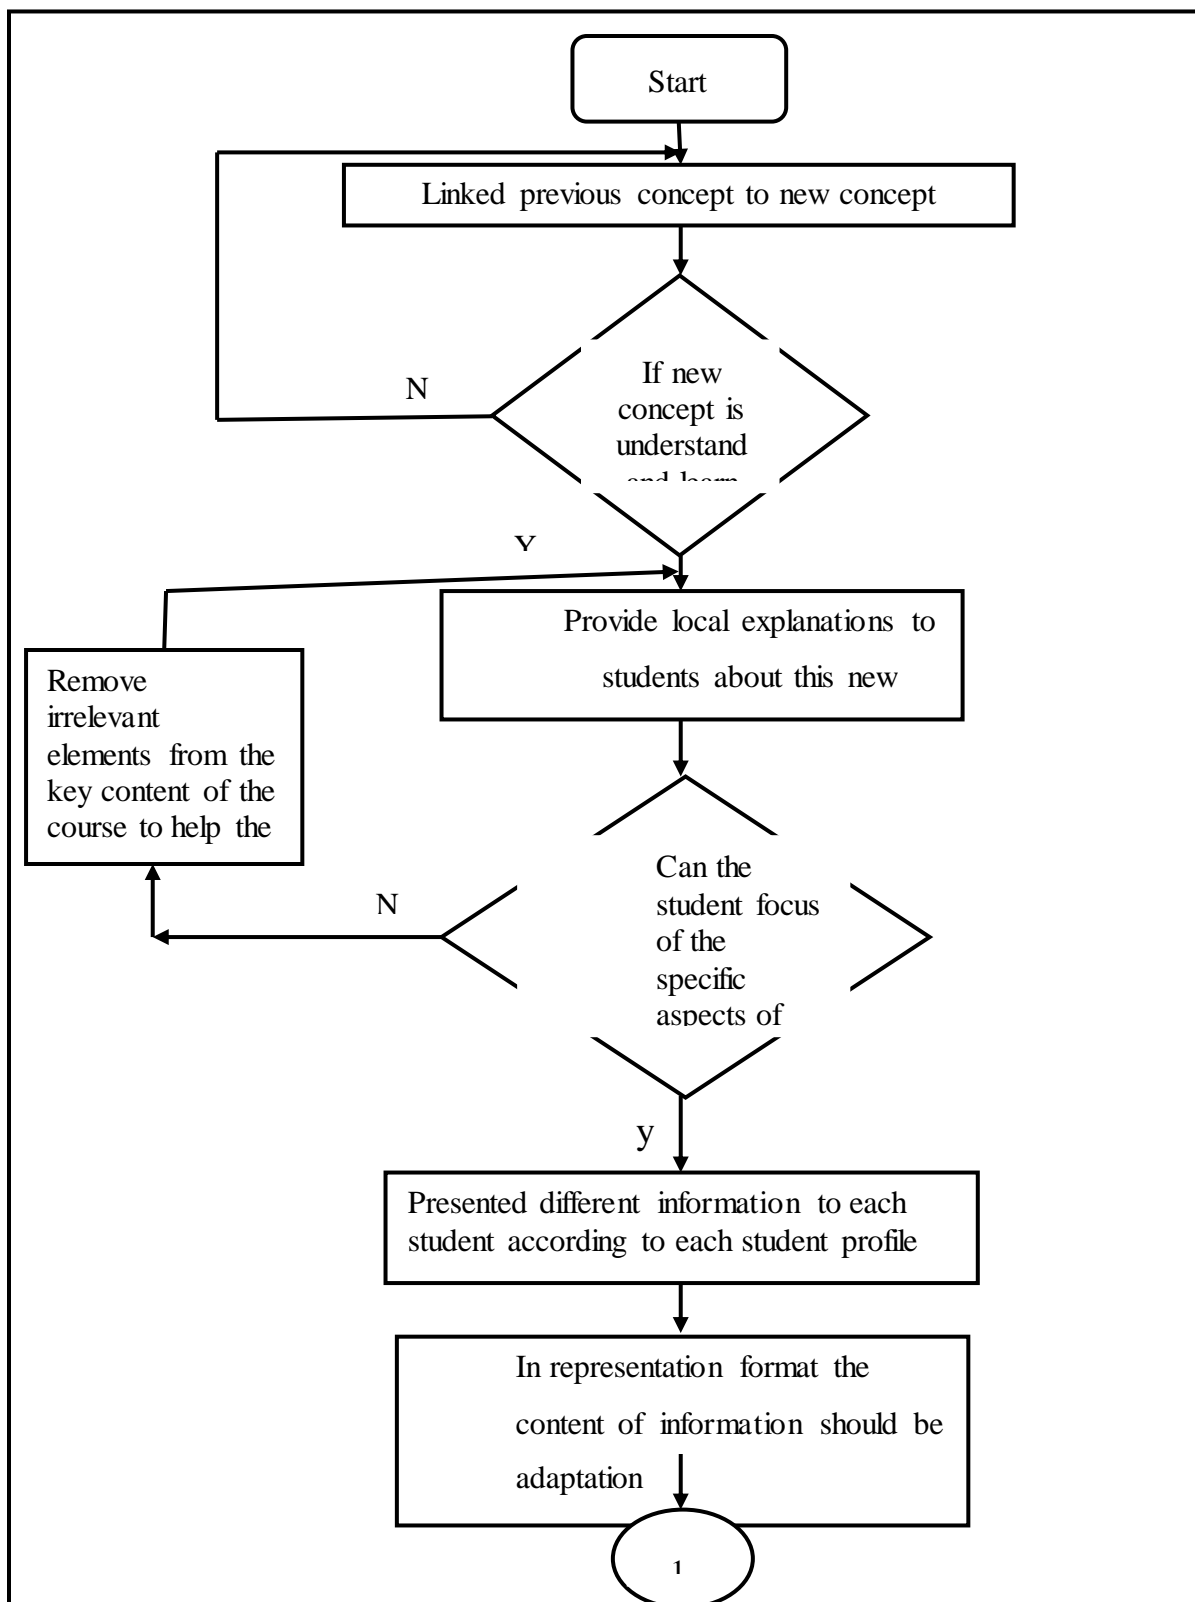 Start
Linked previous concept to new concept
N
If new
concept is
understand
and learn
Y
Provide local explanations to
students about this new
Remove
irrelevant
elements from the
key content of the
course to help the
Can the
student focus
of the
specific
aspects of
N
y
Presented different information to each
student according to each student profile
In representation format the
content of information should be
adaptation
1